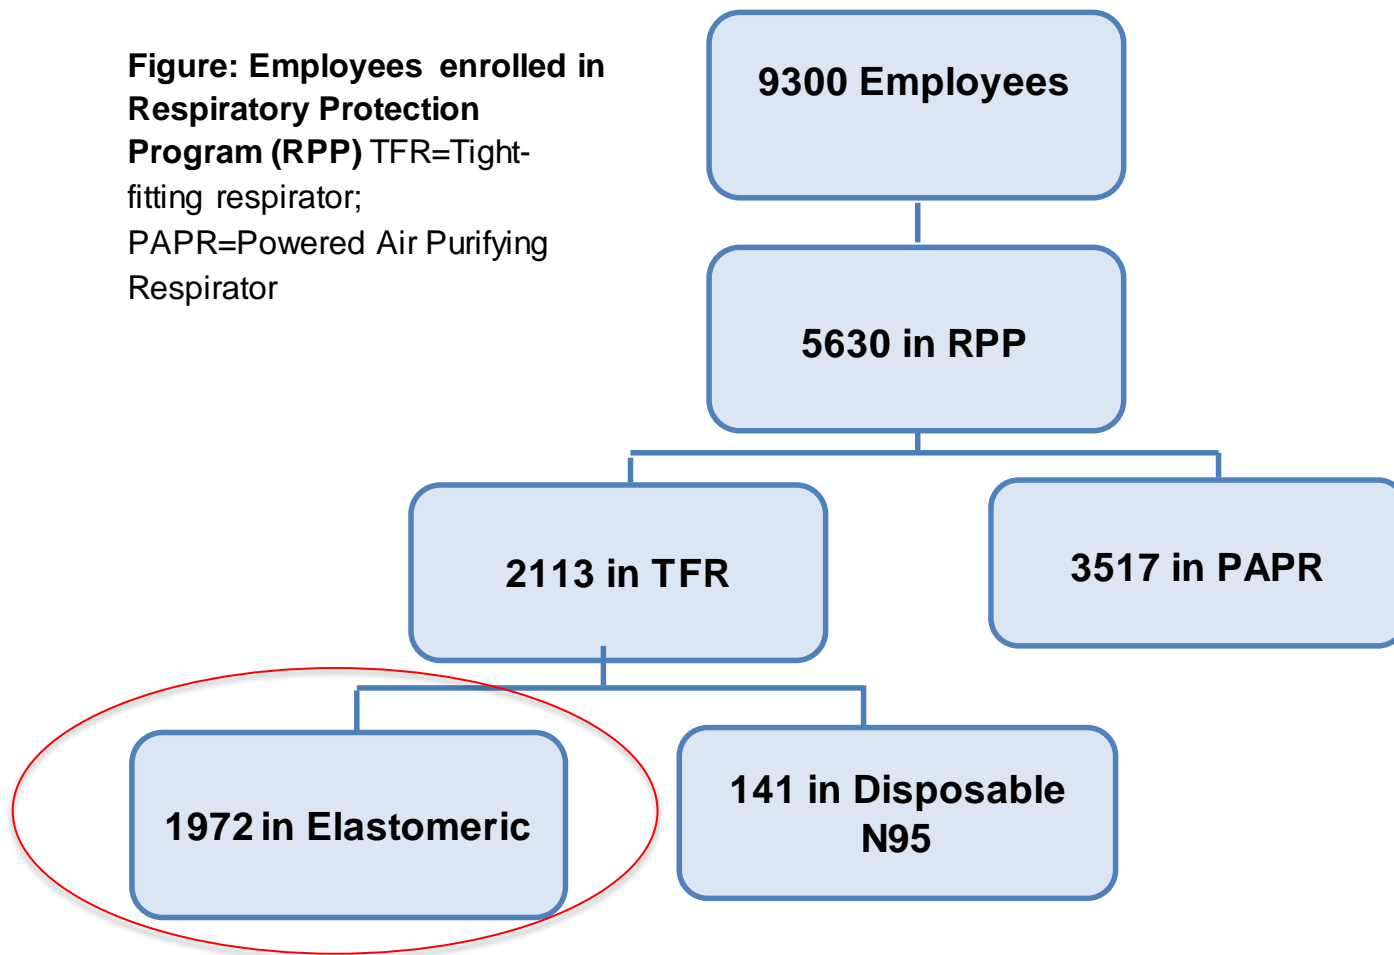 Figure: Employees enrolled in
Respiratory Protection
Program (RPP) TFR=Tight-
fitting respirator;
PAPR=Powered Air Purifying
Respirator
9300 Employees
5630 in RPP
2113 in TFR
3517 in PAPR
1972 in Elastomeric
141 in Disposable
N95